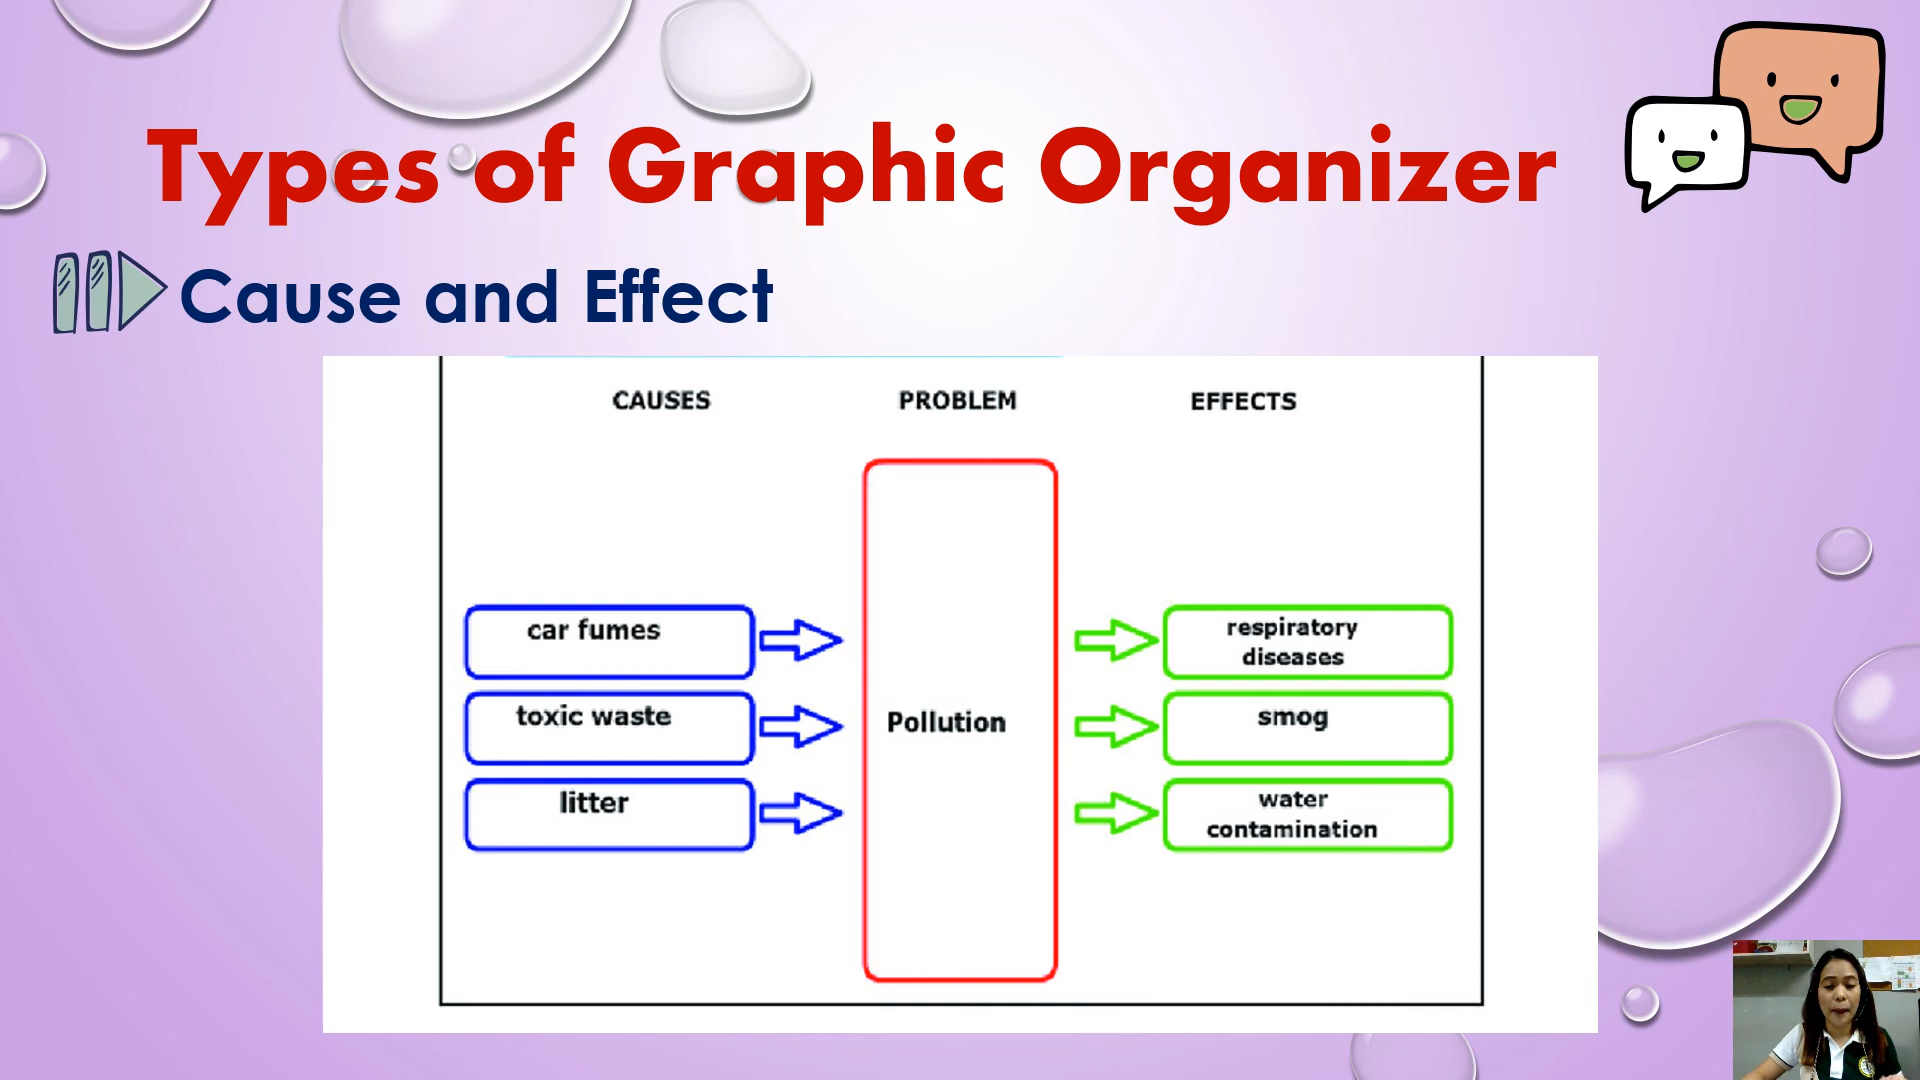 Types of Graphic Organizer
Cause and Effect
CAUSES PROBLEM EFFECTS
car fumes
toxic waste
litter
Pollution
respiratory
diseases
smog
water
contamination